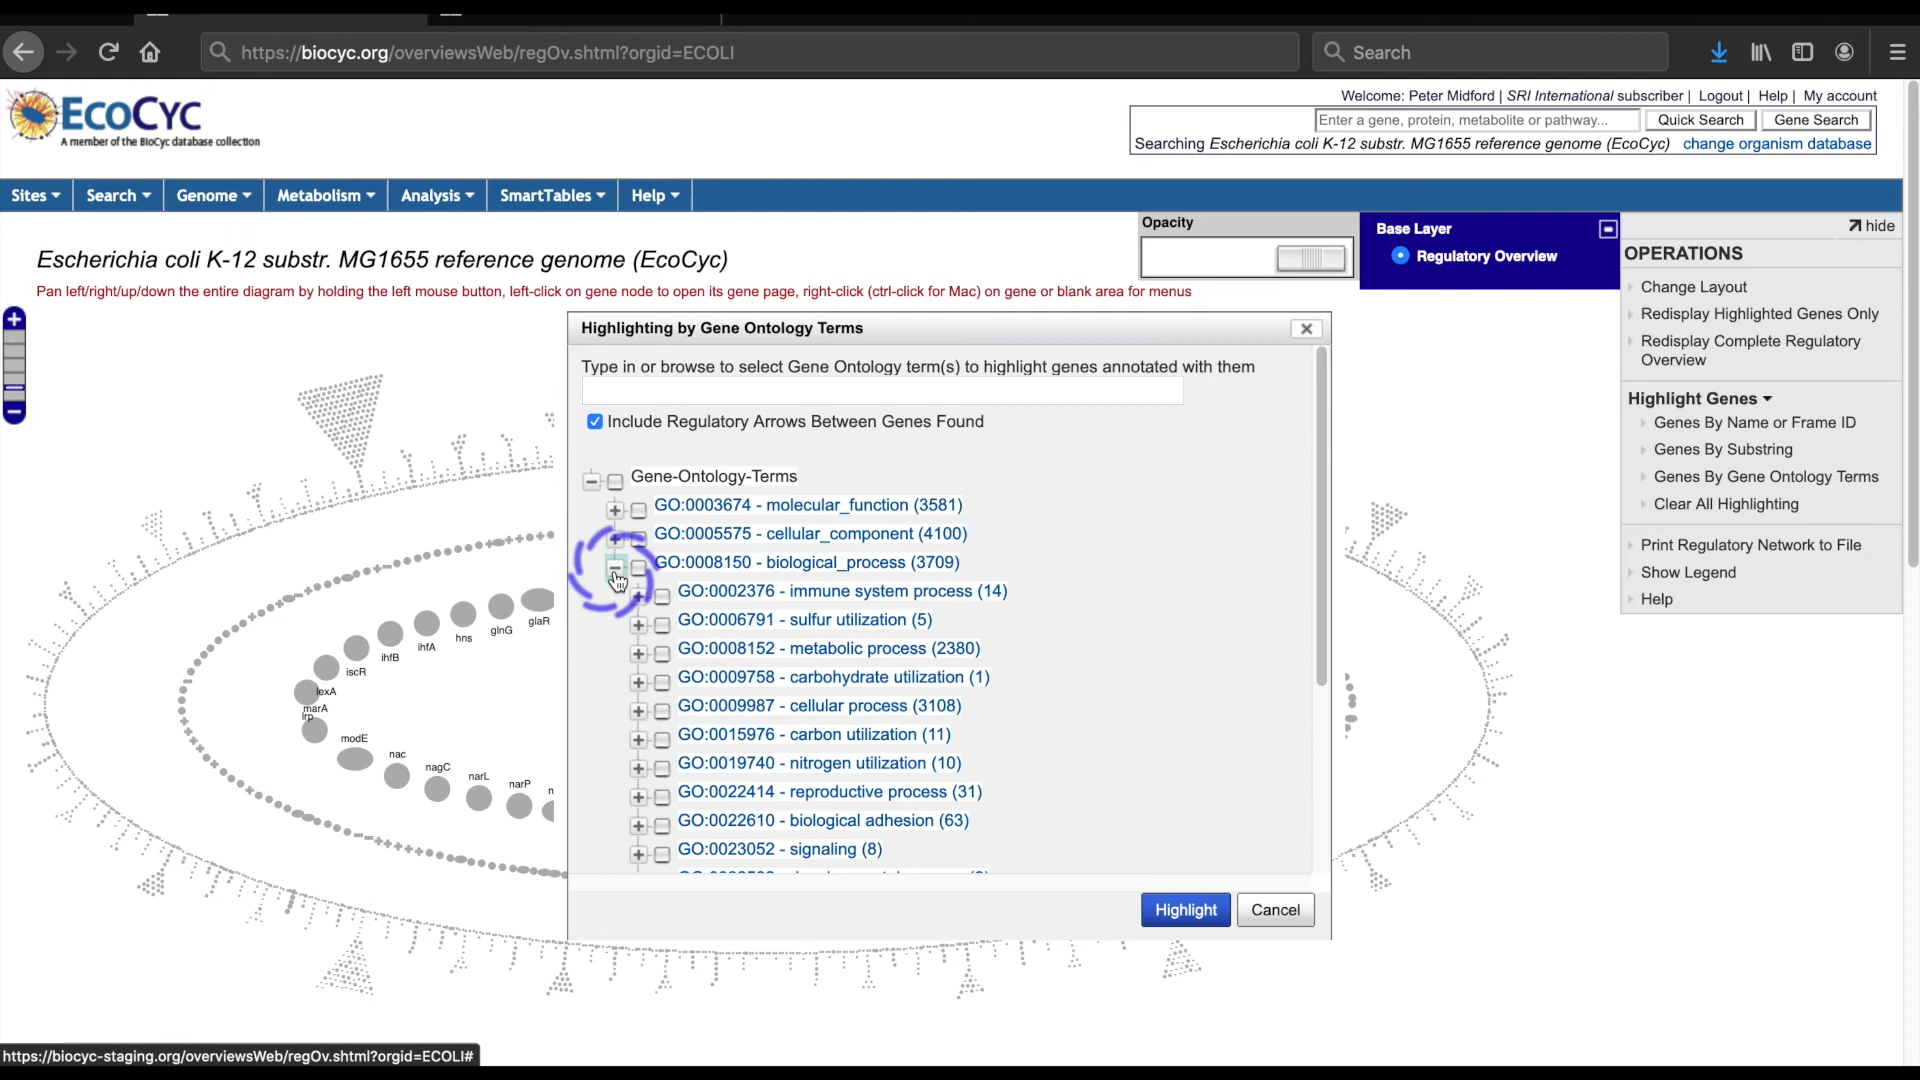 https://biocyc.org/overviewsWeb/regOv.shtml?orgid=ECOLI
Search
EcoCyc
A member of the BioCyc database collection
Welcome: Peter Midford | SRI International subscriber | Logout | Help | My account
Enter a gene, protein, metabolite or pathway...
Quick Search
Gene Search
Searching Escherichia coli K-12 substr. MG1655 reference genome (EcoCyc) change organism database
Sites
Search
Genome
Metabolism
Analysis
SmartTables
Help
Opacity
Base Layer
Regulatory Overview
hide
OPERATIONS
Change Layout
Redisplay Highlighted Genes Only
Redisplay Complete Regulatory
Overview
Highlight Genes
Genes By Name or Frame ID
Genes By Substring
Genes By Gene Ontology Terms
Clear All Highlighting
Print Regulatory Network to File
Show Legend
Help
Escherichia coli K-12 substr. MG1655 reference genome (EcoCyc)
Pan left/right/up/down the entire diagram by holding the left mouse button, left-click on gene node to open its gene page, right-click (ctrl-click for Mac) on gene or blank area for menus
Highlighting by Gene Ontology Terms
Type in or browse to select Gene Ontology term(s) to highlight genes annotated with them
Include Regulatory Arrows Between Genes Found
Gene-Ontology-Terms
GO:0003674 - molecular_function (3581)
GO:0005575 - cellular_component (4100)
GO:0008150 - biological_process (3709)
GO:0002376 - immune system process (14)
GO:0006791 - sulfur utilization (5)
GO:0008152 - metabolic process (2380)
GO:0009758 - carbohydrate utilization (1)
GO:0009987 - cellular process (3108)
GO:0015976 - carbon utilization (11)
GO:0019740 - nitrogen utilization (10)
GO:0022414 - reproductive process (31)
GO:0022610 - biological adhesion (63)
GO:0023052 - signaling (8)
Highlight
Cancel
glaR
glnG
hns
ihfA
ihfB
iscR
lexA
marA
lrp
modE
nac
nagC
narL
narP
n
https://biocyc-staging.org/overviewsWeb/regOv.shtml?orgid=ECOLI#